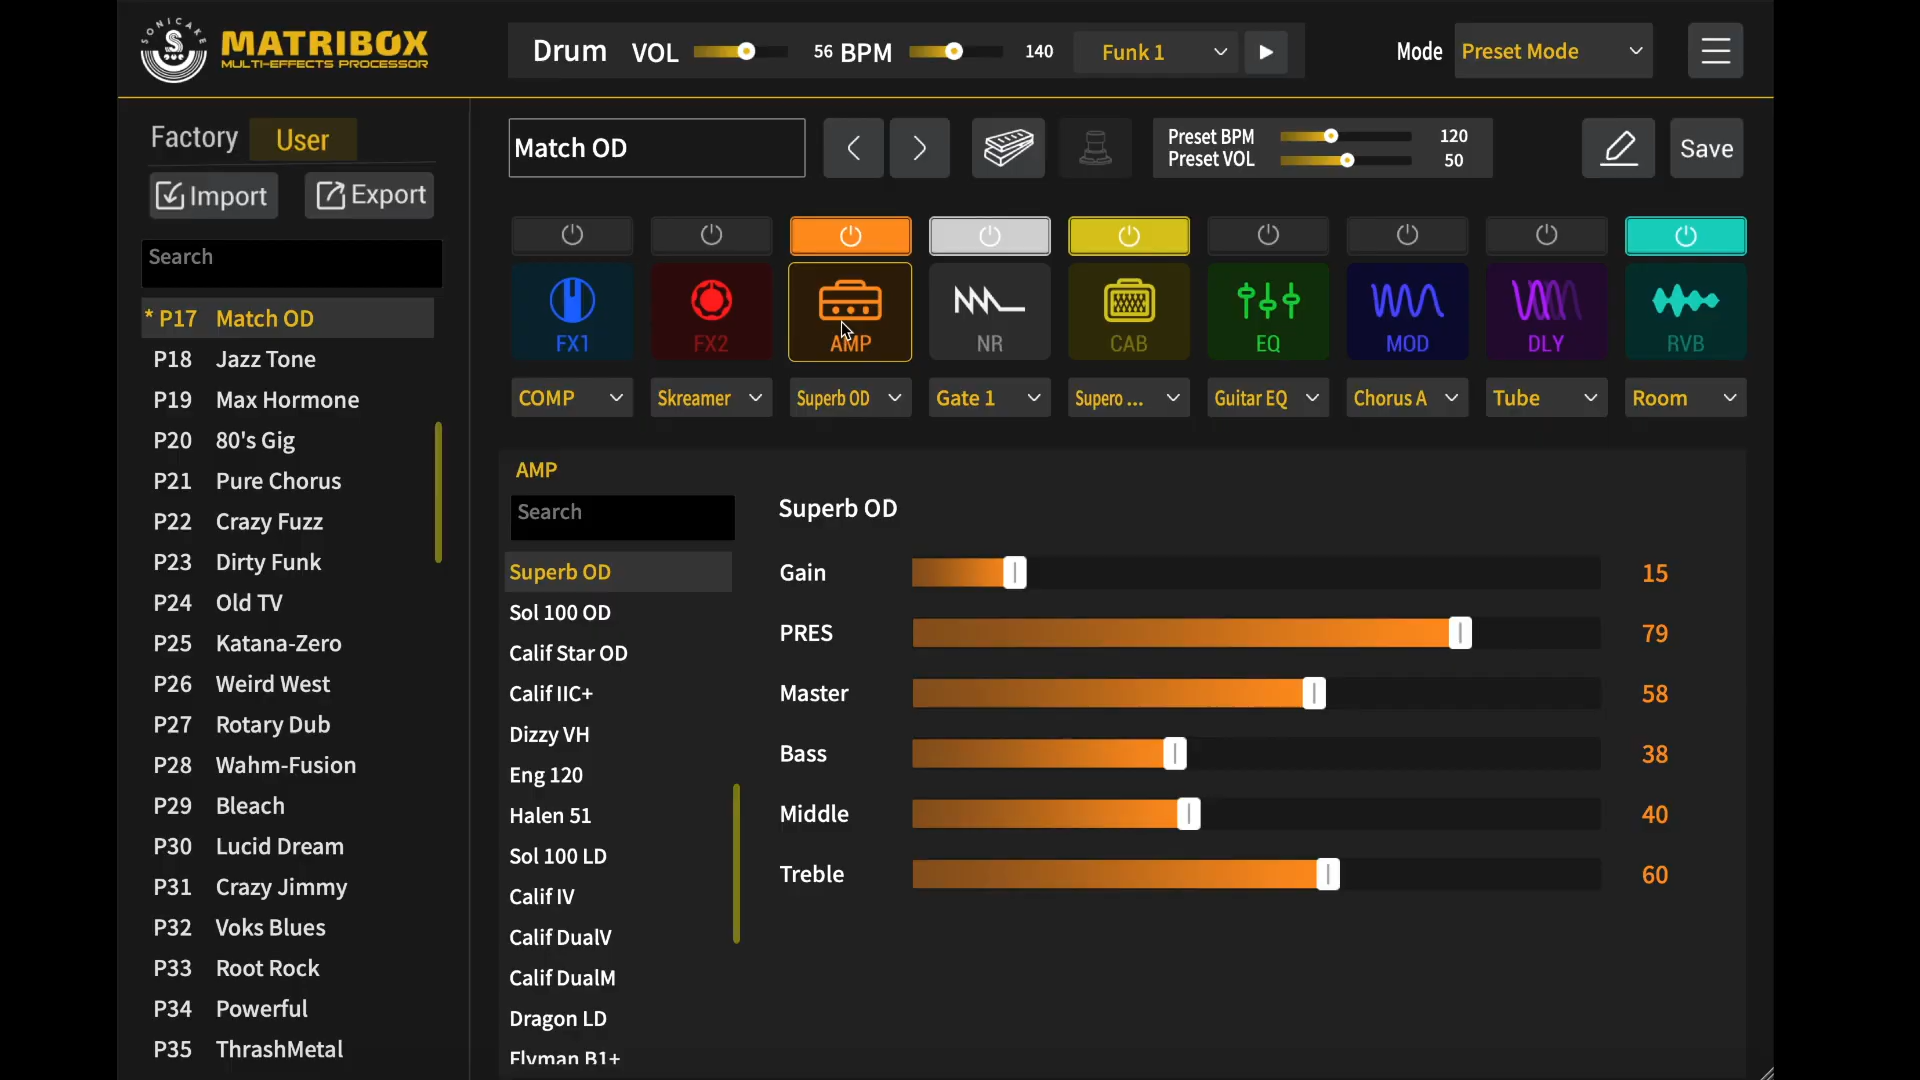 SONICAKE
MATRIBOX
MULTI-EFFECTS PROCESSOR
Drum VOL 56 BPM 140 Funk 1
Mode Preset Mode
Factory User
Import Export
Search
* P17 Match OD
P18 Jazz Tone
P19 Max Hormone
P20 80's Gig
P21 Pure Chorus
P22 Crazy Fuzz
P23 Dirty Funk
P24 Old TV
P25 Katana-Zero
P26 Weird West
P27 Rotary Dub
P28 Wahm-Fusion
P29 Bleach
P30 Lucid Dream
P31 Crazy Jimmy
P32 Voks Blues
P33 Root Rock
P34 Powerful
P35 ThrashMetal
Match OD
Preset BPM 120
Preset VOL 50
Save
FX1 FX2 AMP NR CAB EQ MOD DLY RVB
COMP Skreamer Superb OD Gate 1 Supero ... Guitar EQ Chorus A Tube Room
AMP
Search
Superb OD
Sol 100 OD
Calif Star OD
Calif IIC+
Dizzy VH
Eng 120
Halen 51
Sol 100 LD
Calif IV
Calif DualV
Calif DualM
Dragon LD
Flyman B1+
Superb OD
Gain 15
PRES 79
Master 58
Bass 38
Middle 40
Treble 60